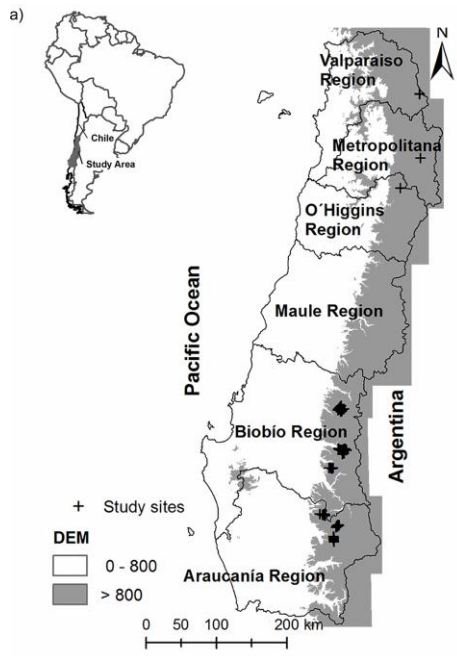 a)
N
Valparaiso
Region
Chile
Study Area
Metropolitana
Region
O´Higgins
Region
Pacific Ocean
Maule Region
Argentina
Biobío Region
Study sites
DEM
0 - 800
> 800
Araucanía Region
0 50 100 200 km